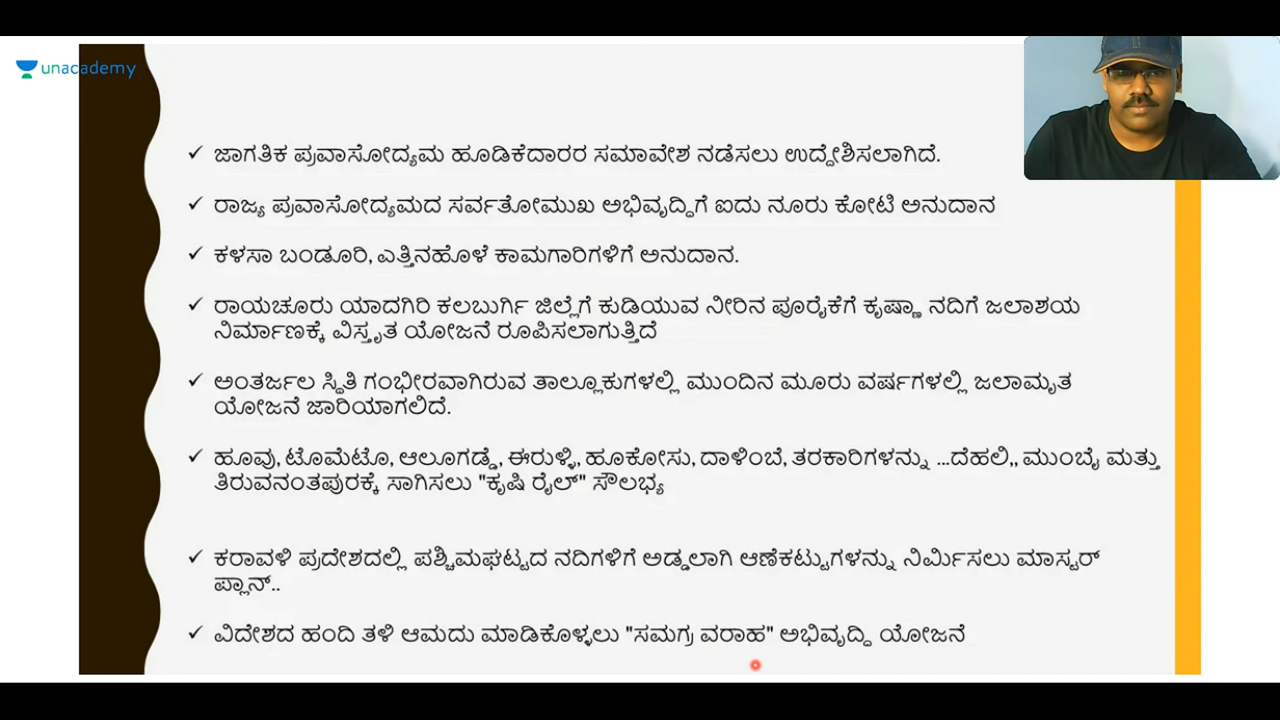 unacademy
✓ ಜಾಗತಿಕ ಪ್ರವಾಸೋದ್ಯಮ ಹೂಡಿಕೆದಾರರ ಸಮಾವೇಶ ನಡೆಸಲು ಉದ್ದೇಶಿಸಲಾಗಿದೆ.
✓ ರಾಜ್ಯ ಪ್ರವಾಸೋದ್ಯಮದ ಸರ್ವತೋಮುಖ ಅಭಿವೃದ್ಧಿಗೆ ಐದು ನೂರು ಕೋಟಿ ಅನುದಾನ
✓ ಕಳಸಾ ಬಂಡೂರಿ, ಎತ್ತಿನಹೊಳೆ ಕಾಮಗಾರಿಗಳಿಗೆ ಅನುದಾನ.
✓ ರಾಯಚೂರು ಯಾದಗಿರಿ ಕಲಬುರ್ಗಿ ಜಿಲ್ಲೆಗೆ ಕುಡಿಯುವ ನೀರಿನ ಪೂರೈಕೆಗೆ ಕೃಷ್ಣಾ ನದಿಗೆ ಜಲಾಶಯ
ನಿರ್ಮಾಣಕ್ಕೆ ವಿಸ್ತೃತ ಯೋಜನೆ ರೂಪಿಸಲಾಗುತ್ತಿದೆ
✓ ಅಂತರ್ಜಲ ಸ್ಥಿತಿ ಗಂಭೀರವಾಗಿರುವ ತಾಲ್ಲೂಕುಗಳಲ್ಲಿ ಮುಂದಿನ ಮೂರು ವರ್ಷಗಳಲ್ಲಿ ಜಲಾಮೃತ
ಯೋಜನೆ ಜಾರಿಯಾಗಲಿದೆ.
✓ ಹೂವು, ಟೊಮೆಟೊ, ಆಲೂಗಡ್ಡೆ, ಈರುಳ್ಳಿ, ಹೂಕೋಸು, ದಾಳಿಂಬೆ, ತರಕಾರಿಗಳನ್ನು ...ದೆಹಲಿ,, ಮುಂಬೈ ಮತ್ತು
ತಿರುವನಂತಪುರಕ್ಕೆ ಸಾಗಿಸಲು "ಕೃಷಿ ರೈಲ್" ಸೌಲಭ್ಯ
✓ ಕರಾವಳಿ ಪ್ರದೇಶದಲ್ಲಿ ಪಶ್ಚಿಮಘಟ್ಟದ ನದಿಗಳಿಗೆ ಅಡ್ಡಲಾಗಿ ಆಣೆಕಟ್ಟುಗಳನ್ನು ನಿರ್ಮಿಸಲು ಮಾಸ್ಟರ್
ಪ್ಲಾನ್..
✓ ವಿದೇಶದ ಹಂದಿ ತಳಿ ಆಮದು ಮಾಡಿಕೊಳ್ಳಲು "ಸಮಗ್ರ ವರಾಹ" ಅಭಿವೃದ್ಧಿ ಯೋಜನೆ